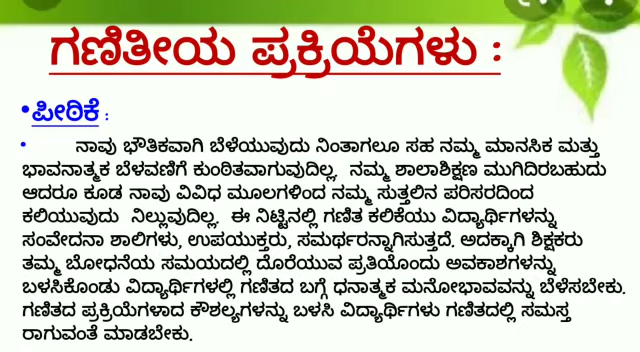 ಗಣಿತೀಯ ಪ್ರಕ್ರಿಯೆಗಳು :
•ಪೀಠಿಕೆ :
• ನಾವು ಭೌತಿಕವಾಗಿ ಬೆಳೆಯುವುದು ನಿಂತಾಗಲೂ ಸಹ ನಮ್ಮ ಮಾನಸಿಕ ಮತ್ತು
ಭಾವನಾತ್ಮಕ ಬೆಳವಣಿಗೆ ಕುಂಠಿತವಾಗುವುದಿಲ್ಲ. ನಮ್ಮ ಶಾಲಾಶಿಕ್ಷಣ ಮುಗಿದಿರಬಹುದು
ಆದರೂ ಕೂಡ ನಾವು ವಿವಿಧ ಮೂಲಗಳಿಂದ ನಮ್ಮ ಸುತ್ತಲಿನ ಪರಿಸರದಿಂದ
ಕಲಿಯುವುದು ನಿಲ್ಲುವುದಿಲ್ಲ. ಈ ನಿಟ್ಟಿನಲ್ಲಿ ಗಣಿತ ಕಲಿಕೆಯು ವಿದ್ಯಾರ್ಥಿಗಳನ್ನು
ಸಂವೇದನಾ ಶಾಲಿಗಳು, ಉಪಯುಕ್ತರು, ಸಮರ್ಥರನ್ನಾಗಿಸುತ್ತದೆ. ಅದಕ್ಕಾಗಿ ಶಿಕ್ಷಕರು
ತಮ್ಮ ಬೋಧನೆಯ ಸಮಯದಲ್ಲಿ ದೊರೆಯುವ ಪ್ರತಿಯೊಂದು ಅವಕಾಶಗಳನ್ನು
ಬಳಸಿಕೊಂಡು ವಿದ್ಯಾರ್ಥಿಗಳಲ್ಲಿ ಗಣಿತದ ಬಗ್ಗೆ ಧನಾತ್ಮಕ ಮನೋಭಾವವನ್ನು ಬೆಳೆಸಬೇಕು.
ಗಣಿತದ ಪ್ರಕ್ರಿಯೆಗಳಾದ ಕೌಶಲ್ಯಗಳನ್ನು ಬಳಸಿ ವಿದ್ಯಾರ್ಥಿಗಳು ಗಣಿತದಲ್ಲಿ ಸಮಸ್ತ
ರಾಗುವಂತೆ ಮಾಡಬೇಕು.